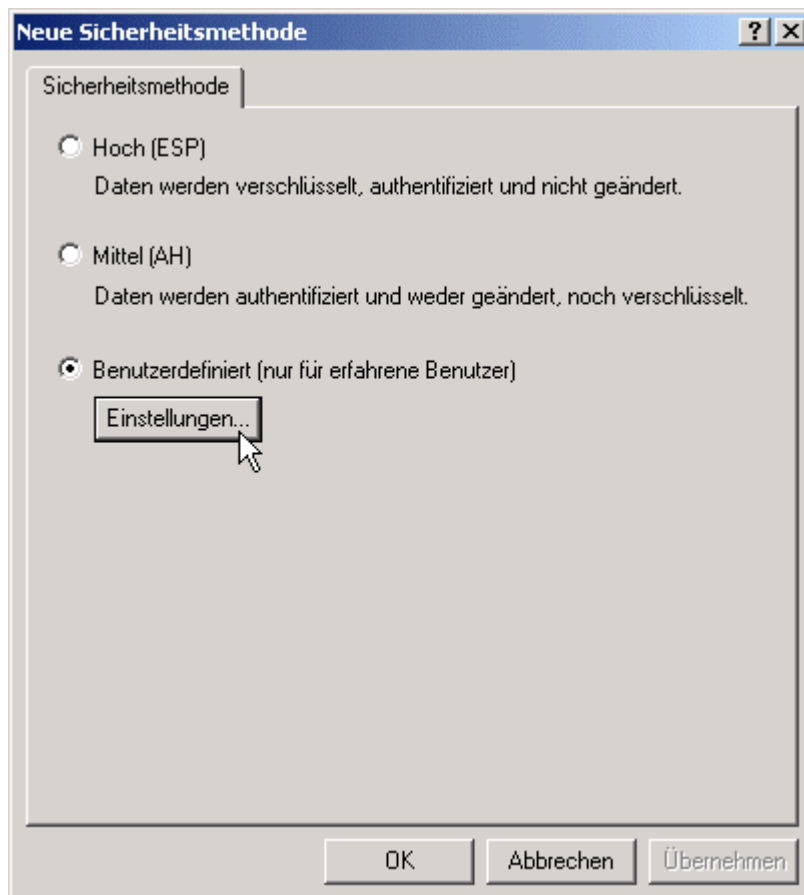 Neue Sicherheitsmethode
Sicherheitsmethode
Hoch (ESP)
Daten werden verschlüsselt, authentifiziert und nicht geändert.
Mittel (AH)
Daten werden authentifiziert und weder geändert, noch verschlüsselt.
Benutzerdefiniert (nur für erfahrene Benutzer)
Einstellungen...
OK Abbrechen Übernehmen